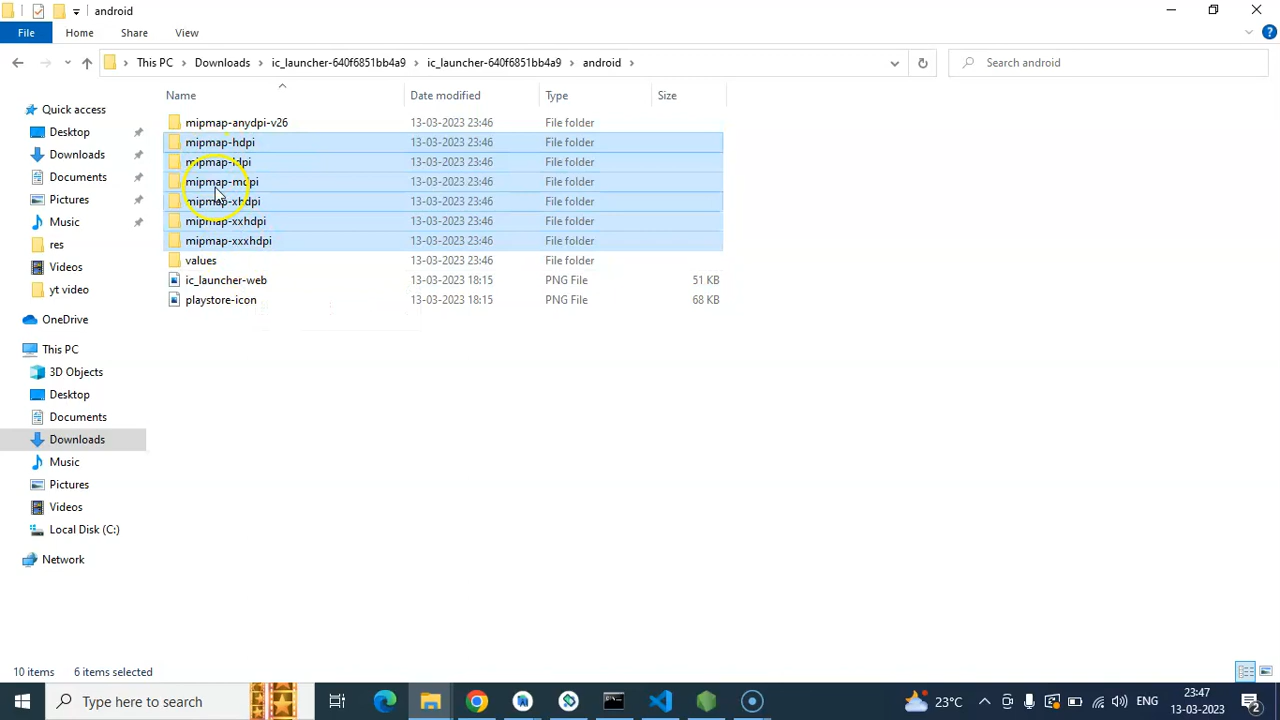 android
File Home Share View
This PC Downloads ic_launcher-640f6851bb4a9 ic_launcher-640f6851bb4a9 android Search android
Name Date modified Type Size
Quick access
Desktop
Downloads
Documents
Pictures
Music
res
Videos
yt video
OneDrive
This PC
3D Objects
Desktop
Documents
Downloads
Music
Pictures
Videos
Local Disk (C:)
Network
mipmap-anydpi-v26 13-03-2023 23:46 File folder
mipmap-hdpi 13-03-2023 23:46 File folder
mipmap-ldpi 13-03-2023 23:46 File folder
mipmap-mdpi 13-03-2023 23:46 File folder
mipmap-xhdpi 13-03-2023 23:46 File folder
mipmap-xxhdpi 13-03-2023 23:46 File folder
mipmap-xxxhdpi 13-03-2023 23:46 File folder
values 13-03-2023 23:46 File folder
ic_launcher-web 13-03-2023 18:15 PNG File 51 KB
playstore-icon 13-03-2023 18:15 PNG File 68 KB
10 items 6 items selected
Type here to search
23°C
ENG
23:47
13-03-2023
2